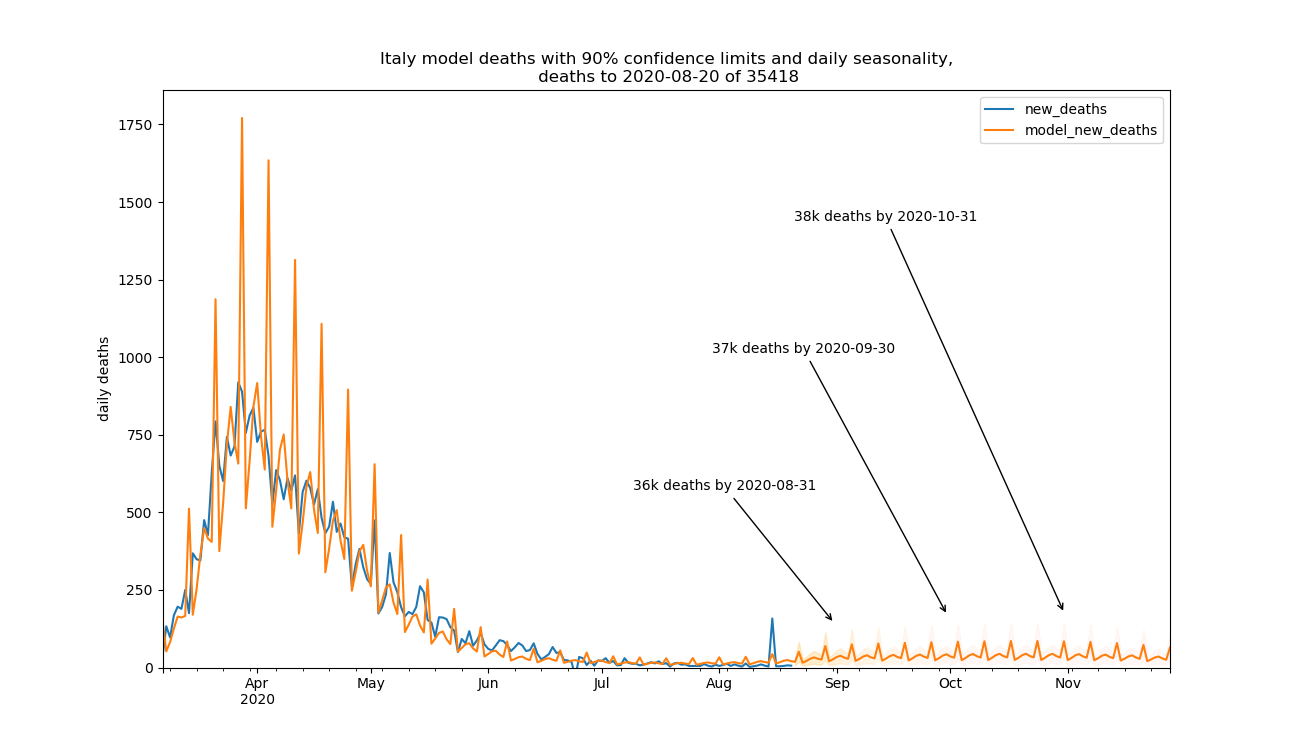 Italy model deaths with 90% confidence limits and daily seasonality,
deaths to 2020-08-20 of 35418
new_deaths
model_new_deaths
daily deaths
1750
1500
1250
1000
750
500
250
0
38k deaths by 2020-10-31
37k deaths by 2020-09-30
36k deaths by 2020-08-31
Apr May Jun Jul Aug Sep Oct Nov
2020